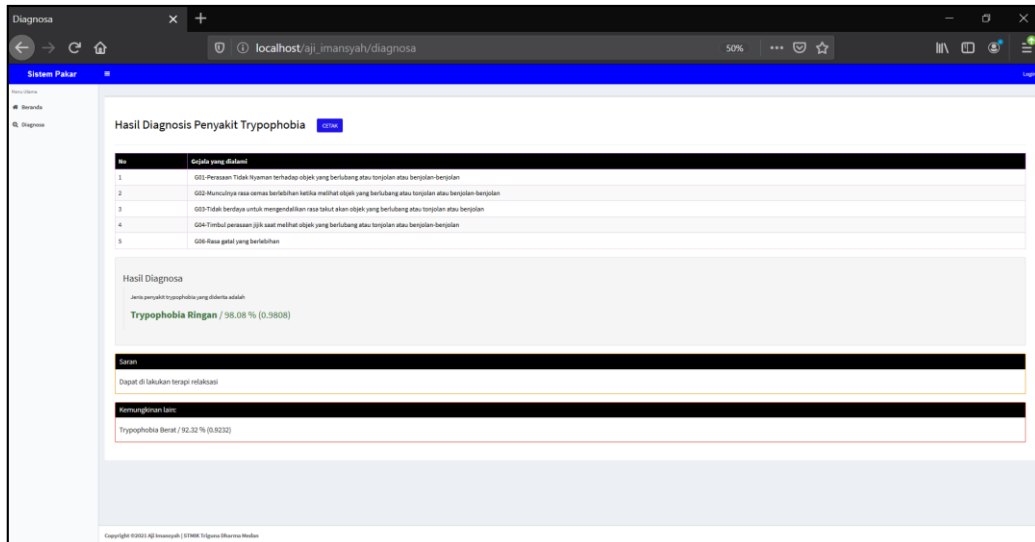 Diagnosa
localhost/aji_imansyah/diagnosa
50%
Sistem Pakar
Login
Menu Utama
Beranda
Diagnosa
Hasil Diagnosis Penyakit Trypophobia
CETAK
No Gejala yang dialami
1 G01-Perasaan Tidak Nyaman terhadap objek yang berlubang atau tonjolan atau benjolan-benjolan
2 G02-Munculnya rasa cemas berlebihan ketika melihat objek yang berlubang atau tonjolan atau benjolan-benjolan
3 G03-Tidak berdaya untuk mengendalikan rasa takut akan objek yang berlubang atau tonjolan atau benjolan
4 G04-Timbul perasaan jijik saat melihat objek yang berlubang atau tonjolan atau benjolan-benjolan
5 G06-Rasa gatal yang berlebihan
Hasil Diagnosa
Jenis penyakit trypophobia yang diderita adalah
Trypophobia Ringan / 98.08 % (0.9808)
Saran
Dapat di lakukan terapi relaksasi
Kemungkinan lain:
Trypophobia Berat / 92.32 % (0.9232)
Copyright ©2021 Aji Imansyah | STMIK Triguna Dharma Medan